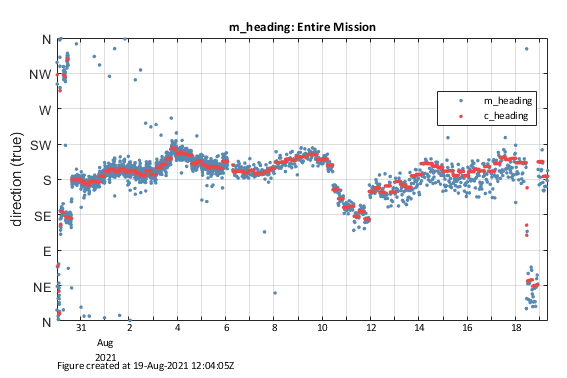 m_heading: Entire Mission
N
NW
W
SW
S
SE
E
NE
N
direction (true)
m_heading
c_heading
31 2 4 6 8 10 12 14 16 18
Aug
2021
Figure created at 19-Aug-2021 12:04:05Z